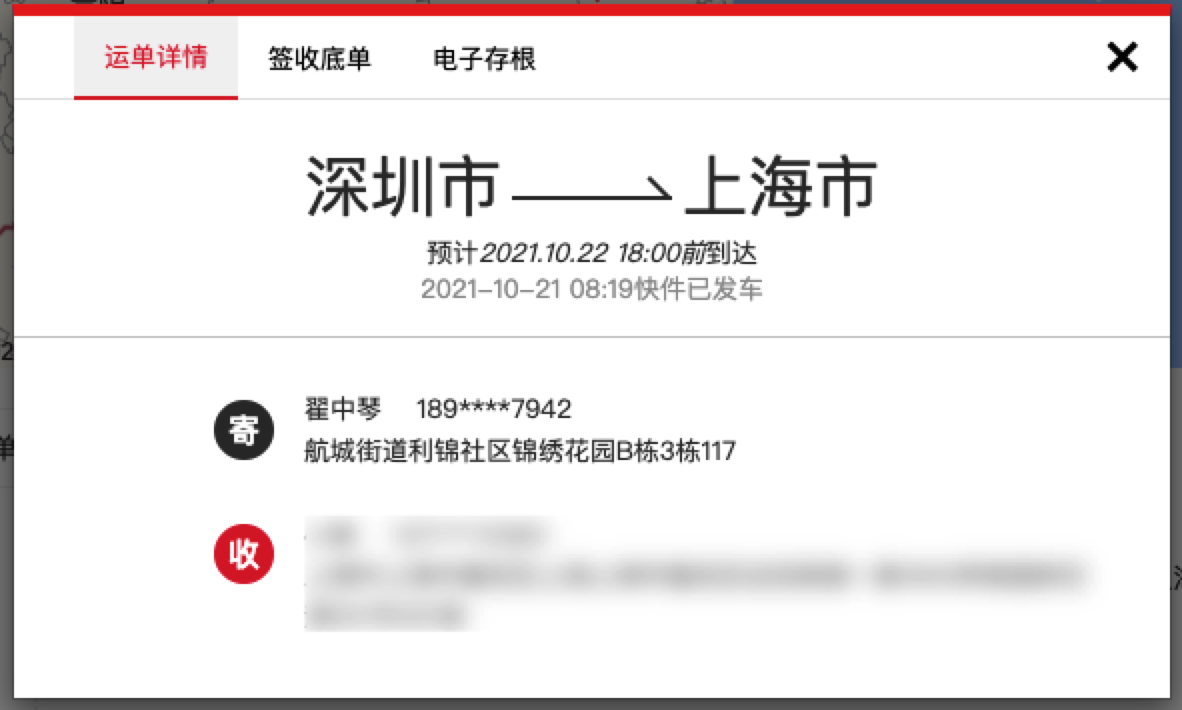 运单详情 签收底单 电子存根
深圳市 上海市
预计2021.10.22 18:00前到达
2021-10-21 08:19快件已发车
寄 翟中琴 189****7942
航城街道利锦社区锦绣花园B栋3栋117
收